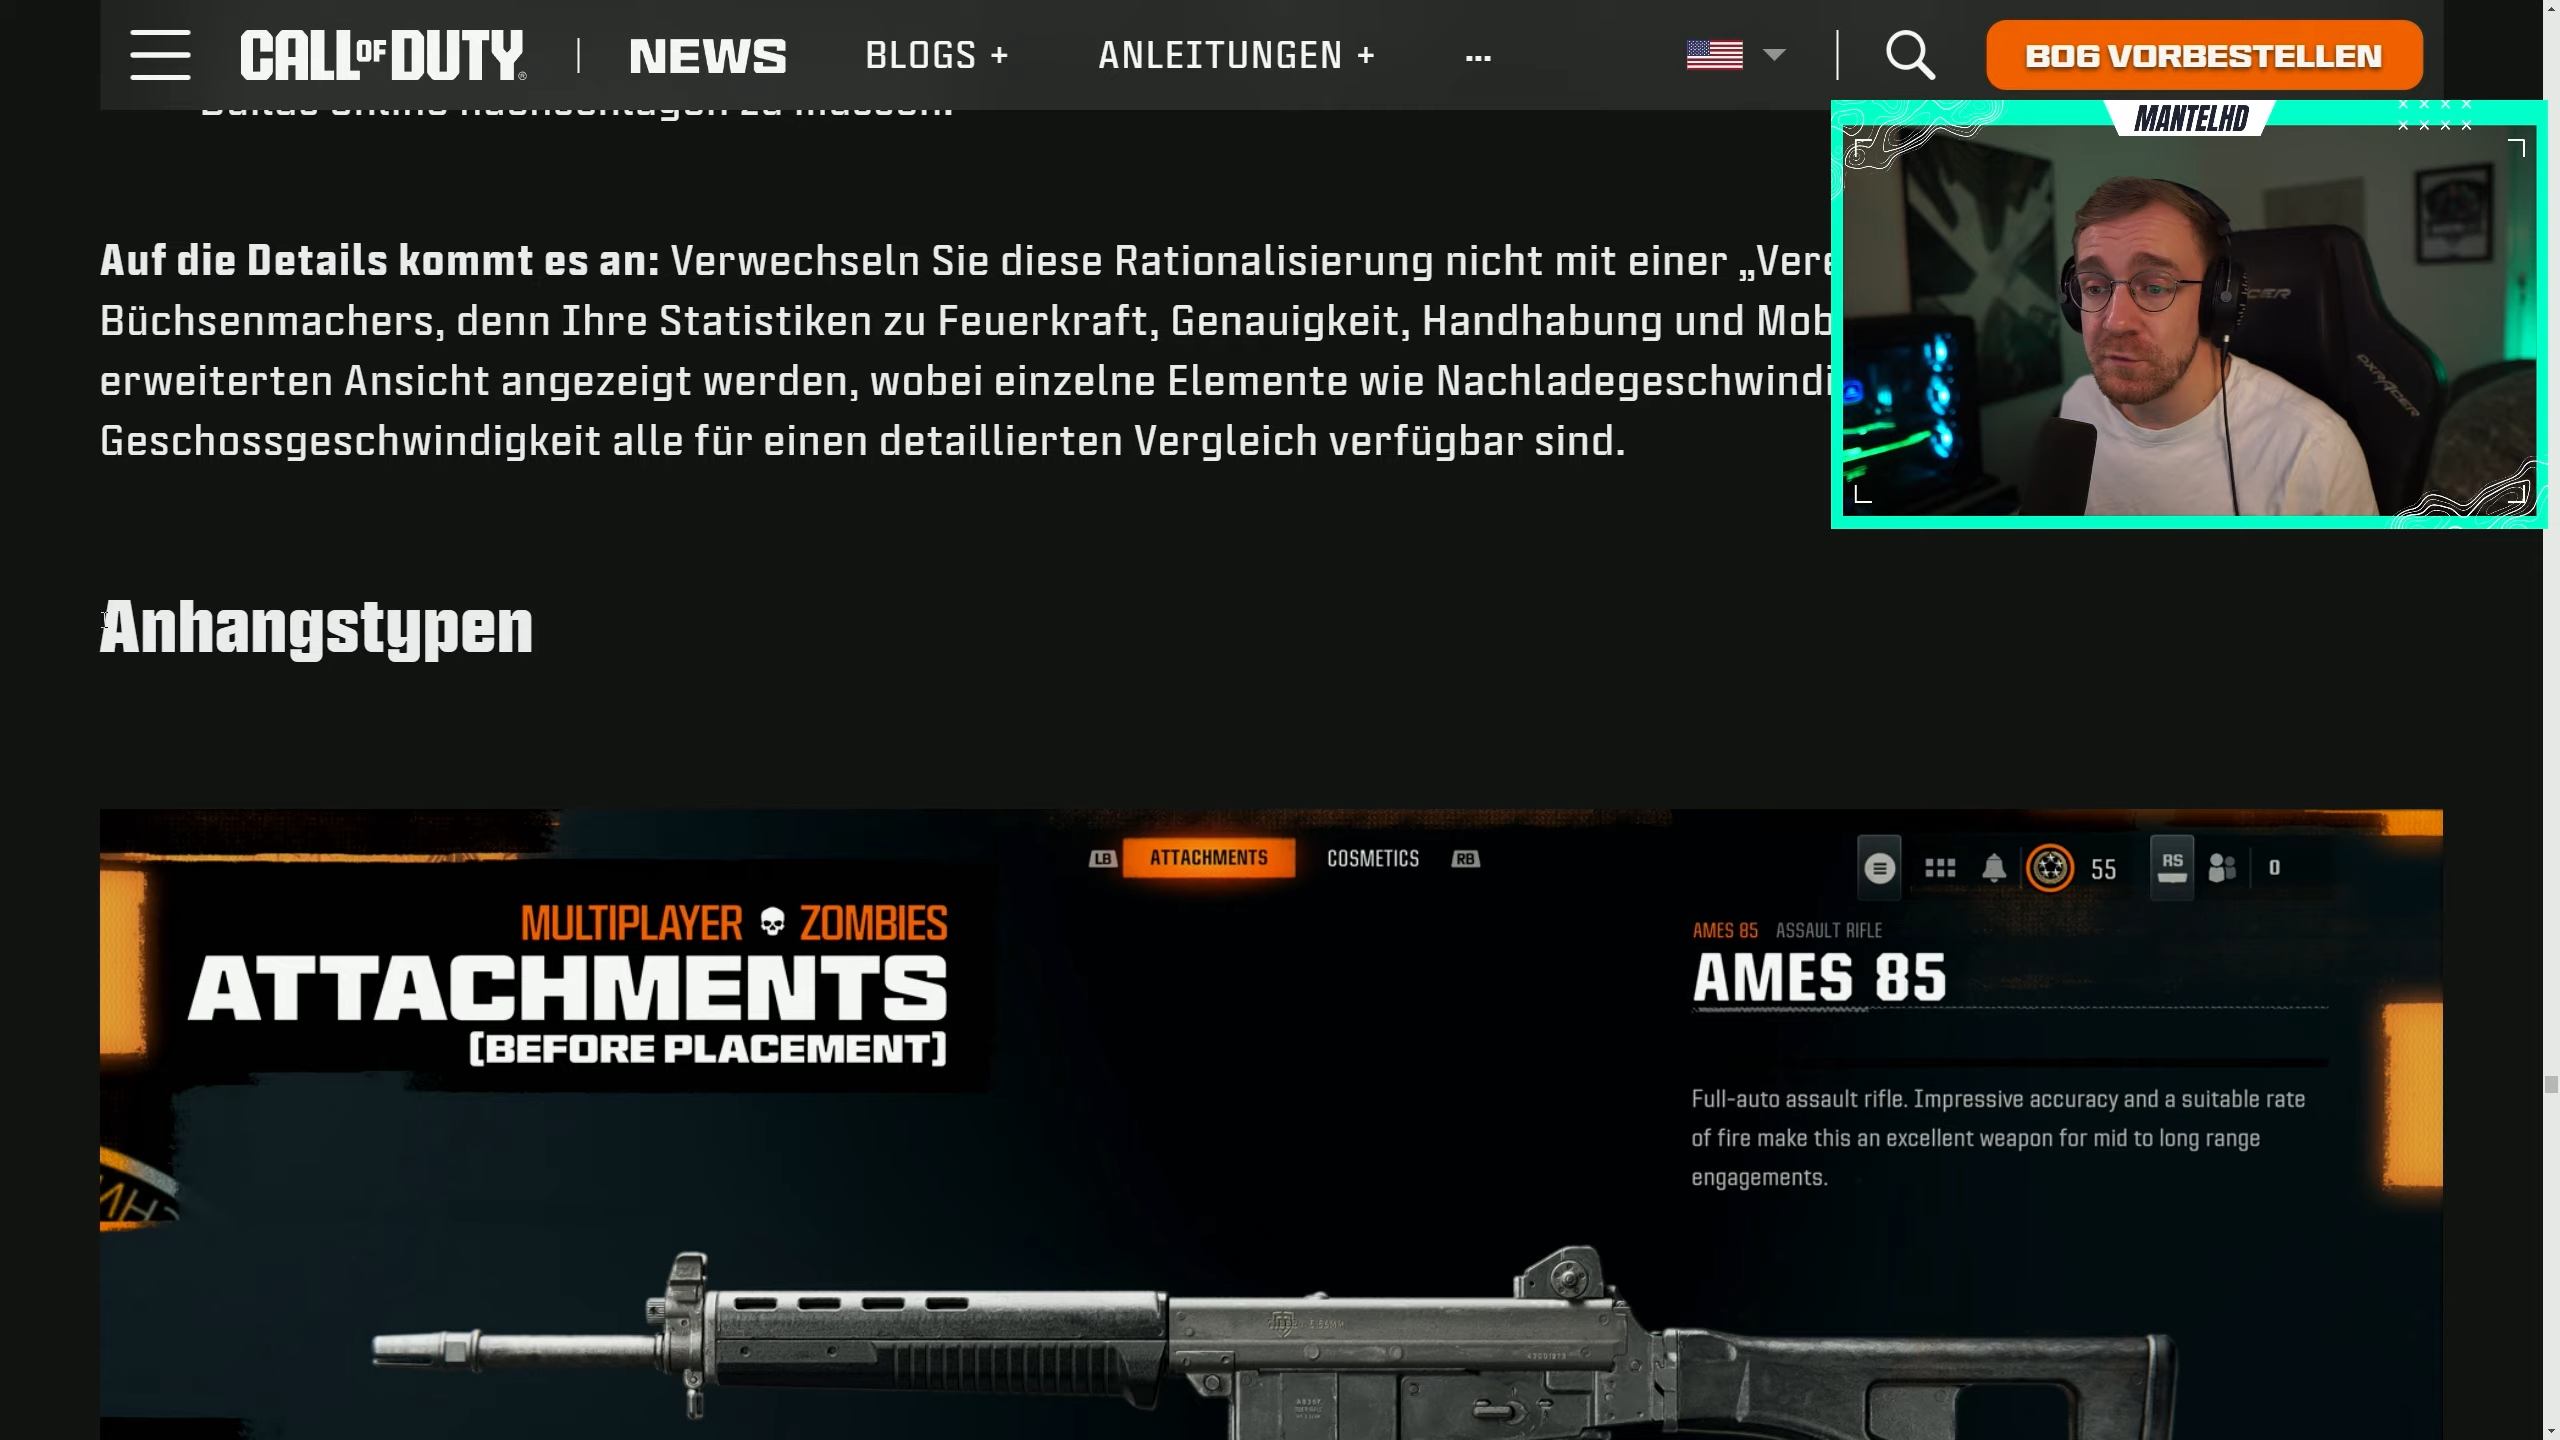 CALL OF DUTY
NEWS
BLOGS +
ANLEITUNGEN +
...
BO6 VORBESTELLEN
MANTELHD
Auf die Details kommt es an: Verwechseln Sie diese Rationalisierung nicht mit einer
Büchsenmachers, denn Ihre Statistiken zu Feuerkraft, Genauigkeit, Handhabung und
erweiterten Ansicht angezeigt werden, wobei einzelne Elemente wie
Geschossgeschwindigkeit alle für einen detaillierten Vergleich verfügbar sind.
DXRACER
Anhangstypen
LB ATTACHMENTS COSMETICS RB
55 RS 0
MULTIPLAYER ZOMBIES
ATTACHMENTS
[BEFORE PLACEMENT]
AMES 85 ASSAULT RIFLE
AMES 85
Full-auto assault rifle. Impressive accuracy and a suitable rate
of fire make this an excellent weapon for mid to long range
engagements.